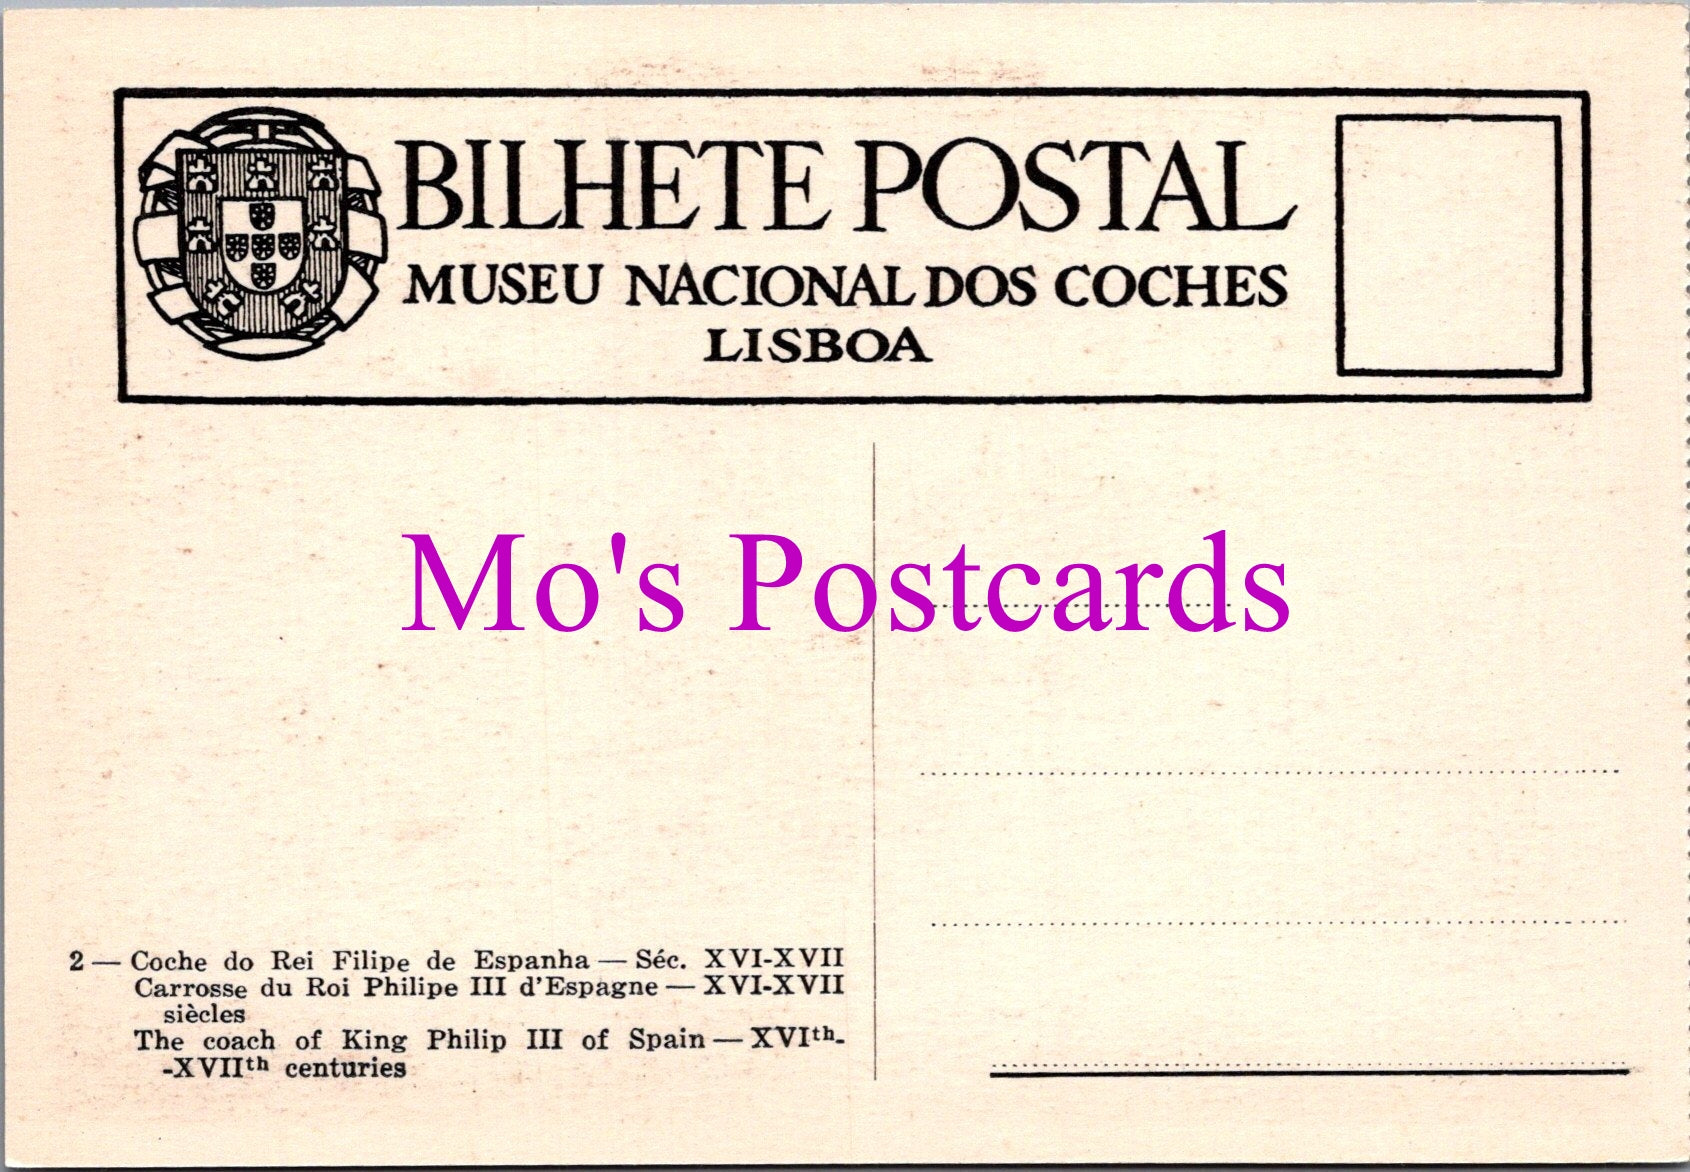 BILHETE POSTAL
MUSEU NACIONAL DOS COCHES
LISBOA
Mo's Postcards
2 — Coche do Rei Filipe de Espanha — Séc. XVI-XVII
Carrosse du Roi Philipe III d'Espagne — XVI-XVII
siècles
The coach of King Philip III of Spain — XVIth-
-XVIIth centuries